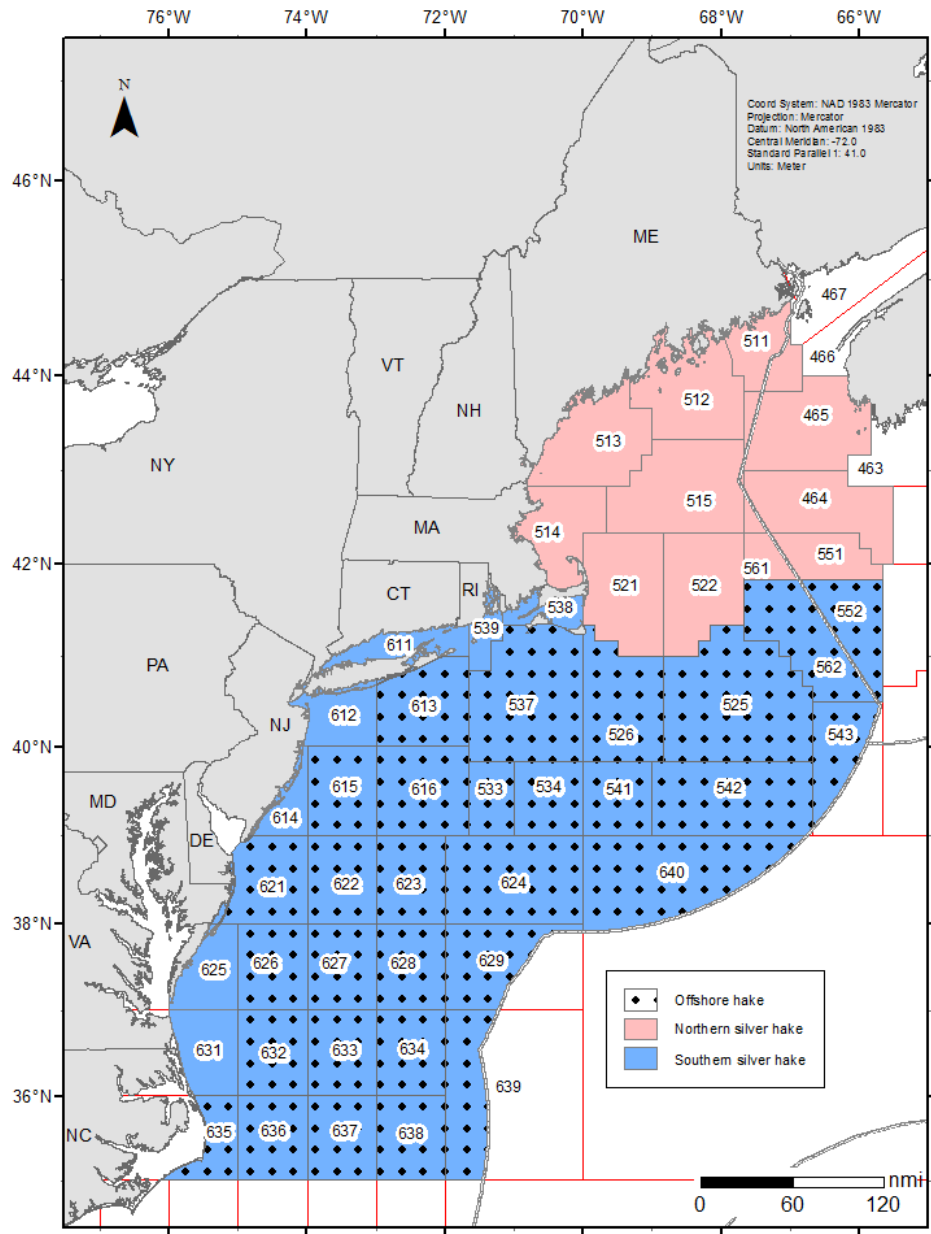 76°W 74°W 72°W 70°W 68°W 66°W
N
Coord System: NAD 1983 Mercator
Projection: Mercator
Datum: North American 1983
Central Meridian: -72.0
Standard Parallel 1: 41.0
Units: Meter
46°N
ME
467
511
466
44°N
VT
512
465
NH
513
463
NY
464
515
MA
514
551
42°N
561
521 522
CT RI
538
552
539
611
PA
562
613 537 525
612
NJ
543
40°N
526
615 616 533 534 541 542
MD
614
DE
640
621 622 623 624
38°N
VA
626 627 628 629
625
Offshore hake
Northern silver hake
631 632 633 634
Southern silver hake
639
36°N
NC
635 636 637 638
nmi
0 60 120